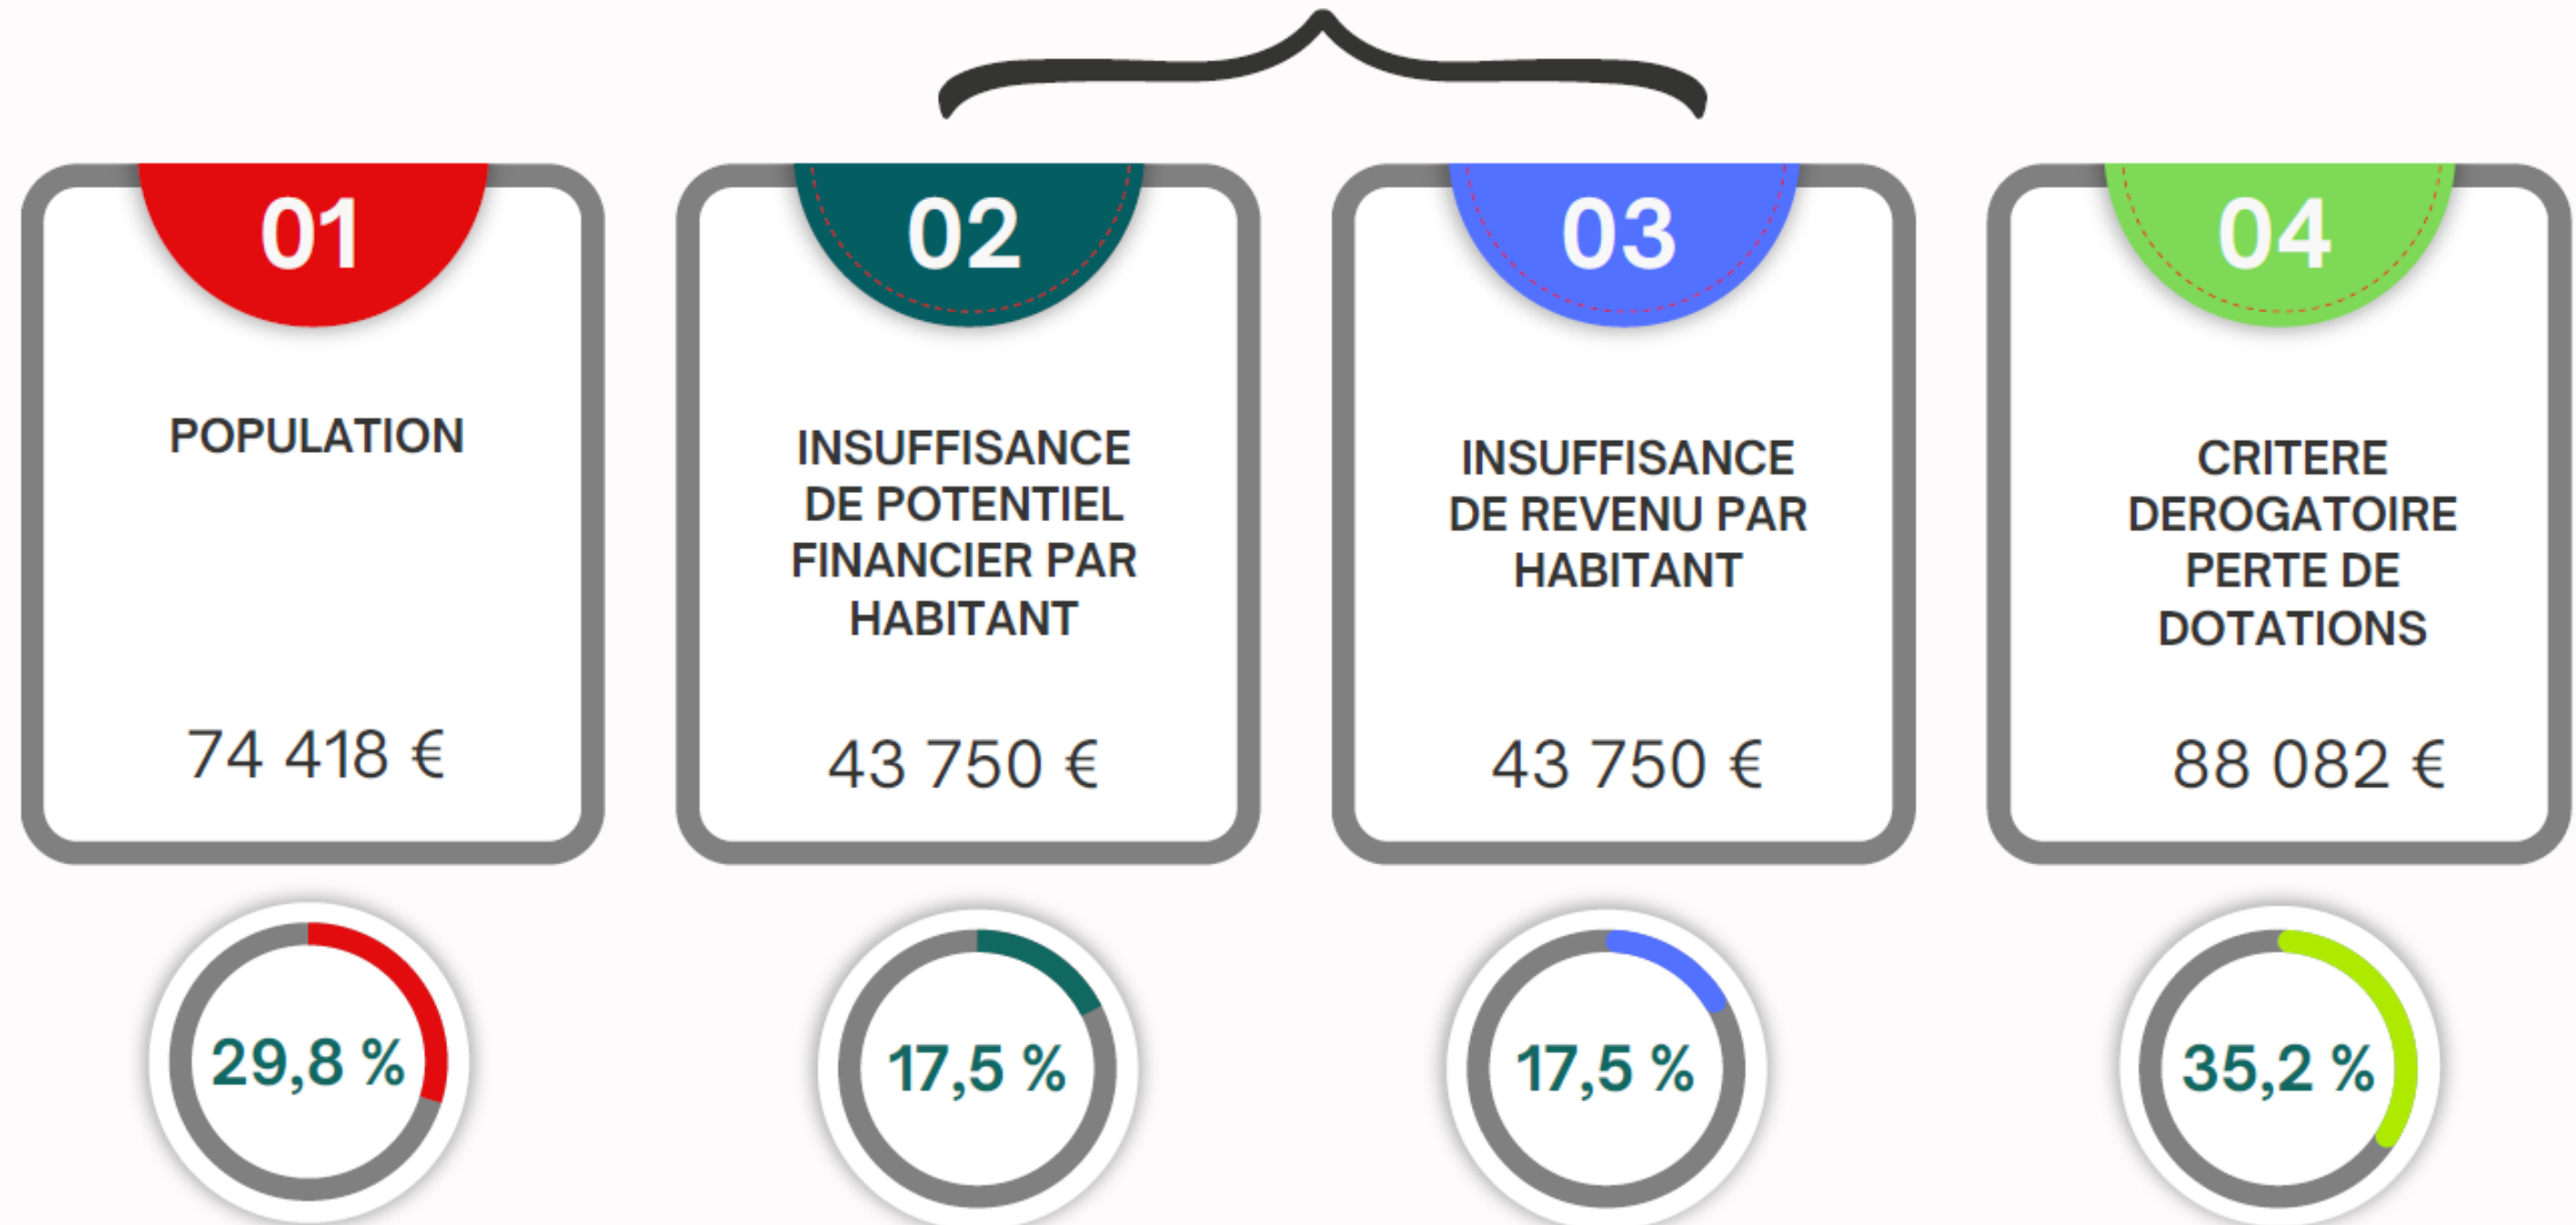 01
POPULATION
74 418 €
29,8 %
02
INSUFFISANCE
DE POTENTIEL
FINANCIER PAR
HABITANT
43 750 €
17,5 %
03
INSUFFISANCE
DE REVENU PAR
HABITANT
43 750 €
17,5 %
04
CRITERE
DEROGATOIRE
PERTE DE
DOTATIONS
88 082 €
35,2 %